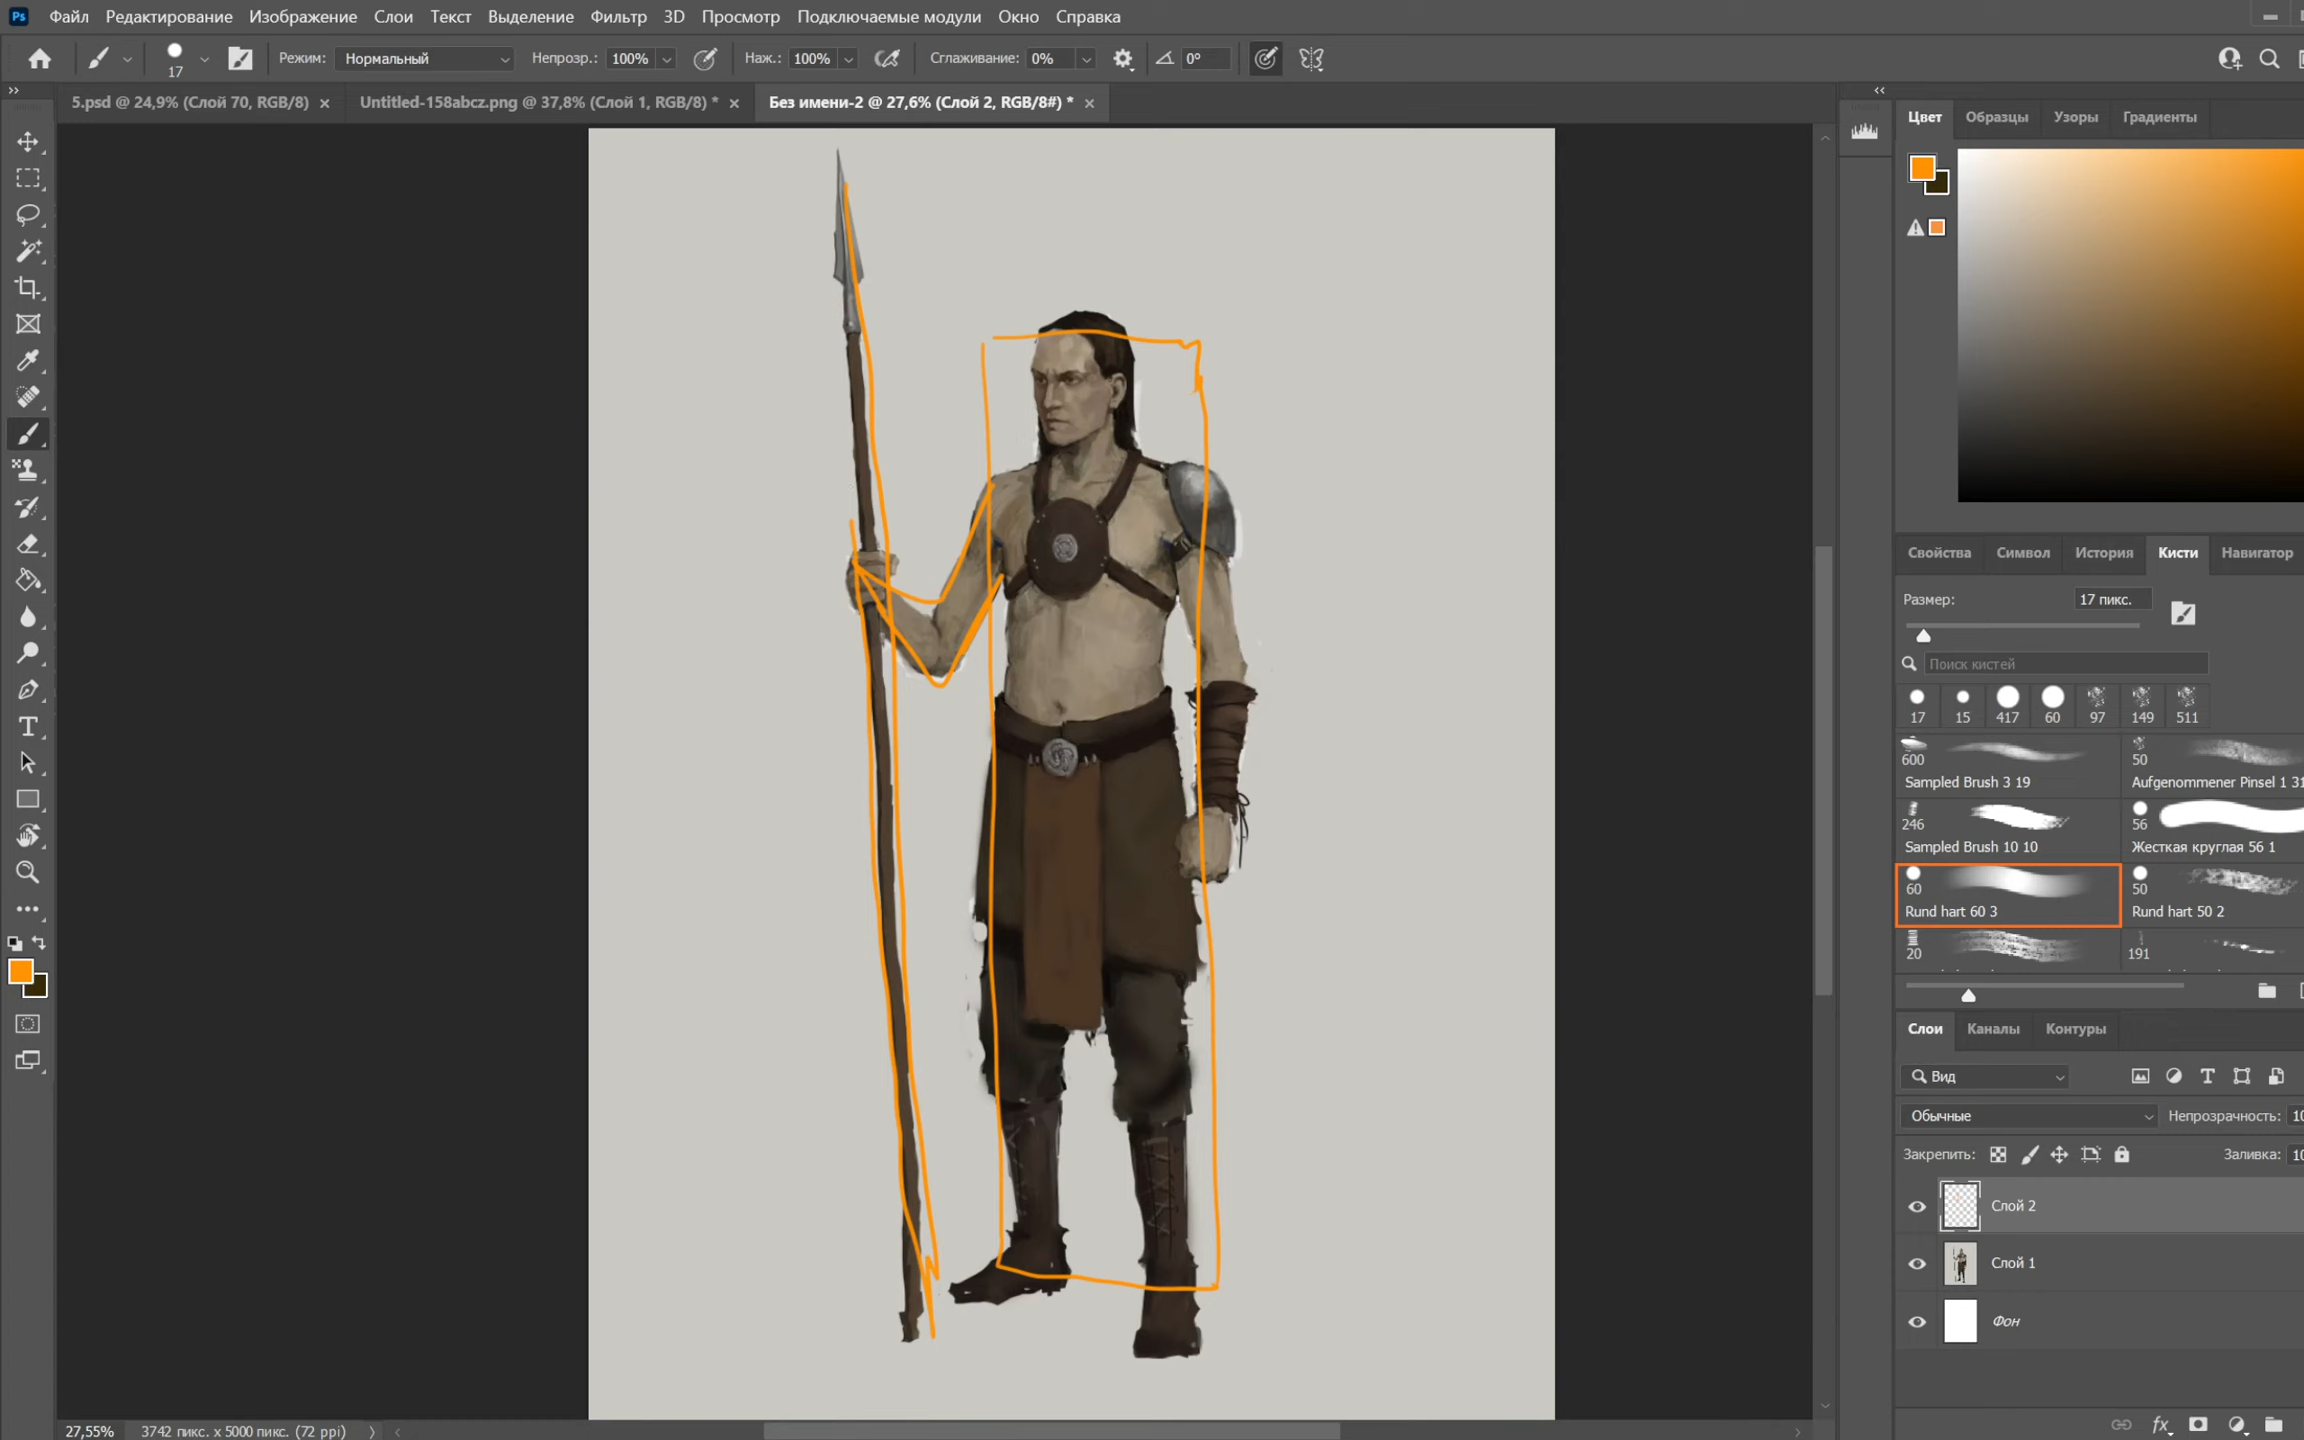 Ps Файл Редактирование Изображение Слои Текст Выделение Фильтр 3D Просмотр Подключаемые модули Окно Справка
17 Режим: Нормальный Непрозр.: 100% Наж.: 100% Сглаживание: 0% 0°
5.psd @ 24,9% (Слой 70, RGB/8) Untitled-158abcz.png @ 37,8% (Слой 1, RGB/8) * Без имени-2 @ 27,6% (Слой 2, RGB/8#) *
Цвет Образцы Узоры Градиенты
Свойства Символ История Кисти Навигатор
Размер: 17 пикс.
Поиск кистей
17 15 417 60 97 149 511
600 50
Sampled Brush 3 19 Aufgenommener Pinsel 1 31
246 56
Sampled Brush 10 10 Жесткая круглая 56 1
60 50
Rund hart 60 3 Rund hart 50 2
20 191
Слои Каналы Контуры
Вид
Обычные Непрозрачность: 10
Закрепить: Заливка: 10
Слой 2
Слой 1
Фон
fx
27,55% 3742 пикс. x 5000 пикс. (72 ppi)